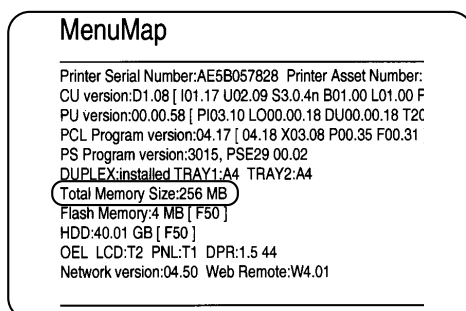 MenuMap
Printer Serial Number:AE5B057828 Printer Asset Number:
CU version:D1.08 [ I01.17 U02.09 S3.0.4n B01.00 L01.00 F
PU version:00.00.58 [ PI03.10 LO00.00.18 DU00.00.18 T20
PCL Program version:04.17 [ 04.18 X03.08 P00.35 F00.31
PS Program version:3015, PSE29 00.02
DUPLEX:installed TRAY1:A4 TRAY2:A4
Total Memory Size:256 MB
Flash Memory:4 MB [ F50 ]
HDD:40.01 GB [ F50 ]
OEL LCD:T2 PNL:T1 DPR:1.5 44
Network version:04.50 Web Remote:W4.01